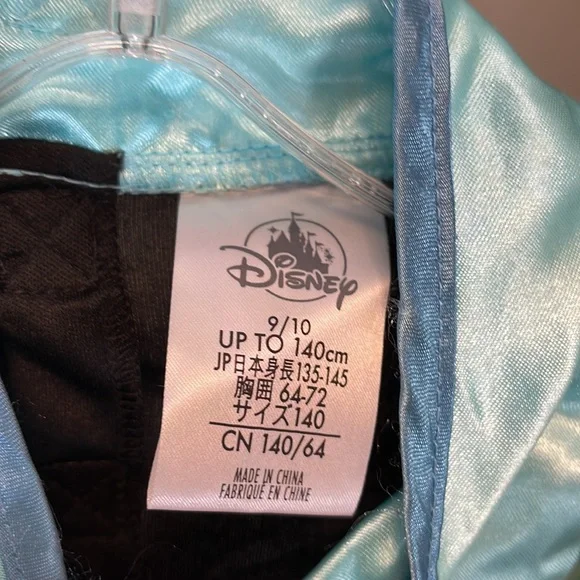 Disney
9/10
UP TO 140cm
JP日本身長135-145
胸囲 64-72
サイズ140
CN 140/64
MADE IN CHINA
FABRIQUÉ EN CHINE